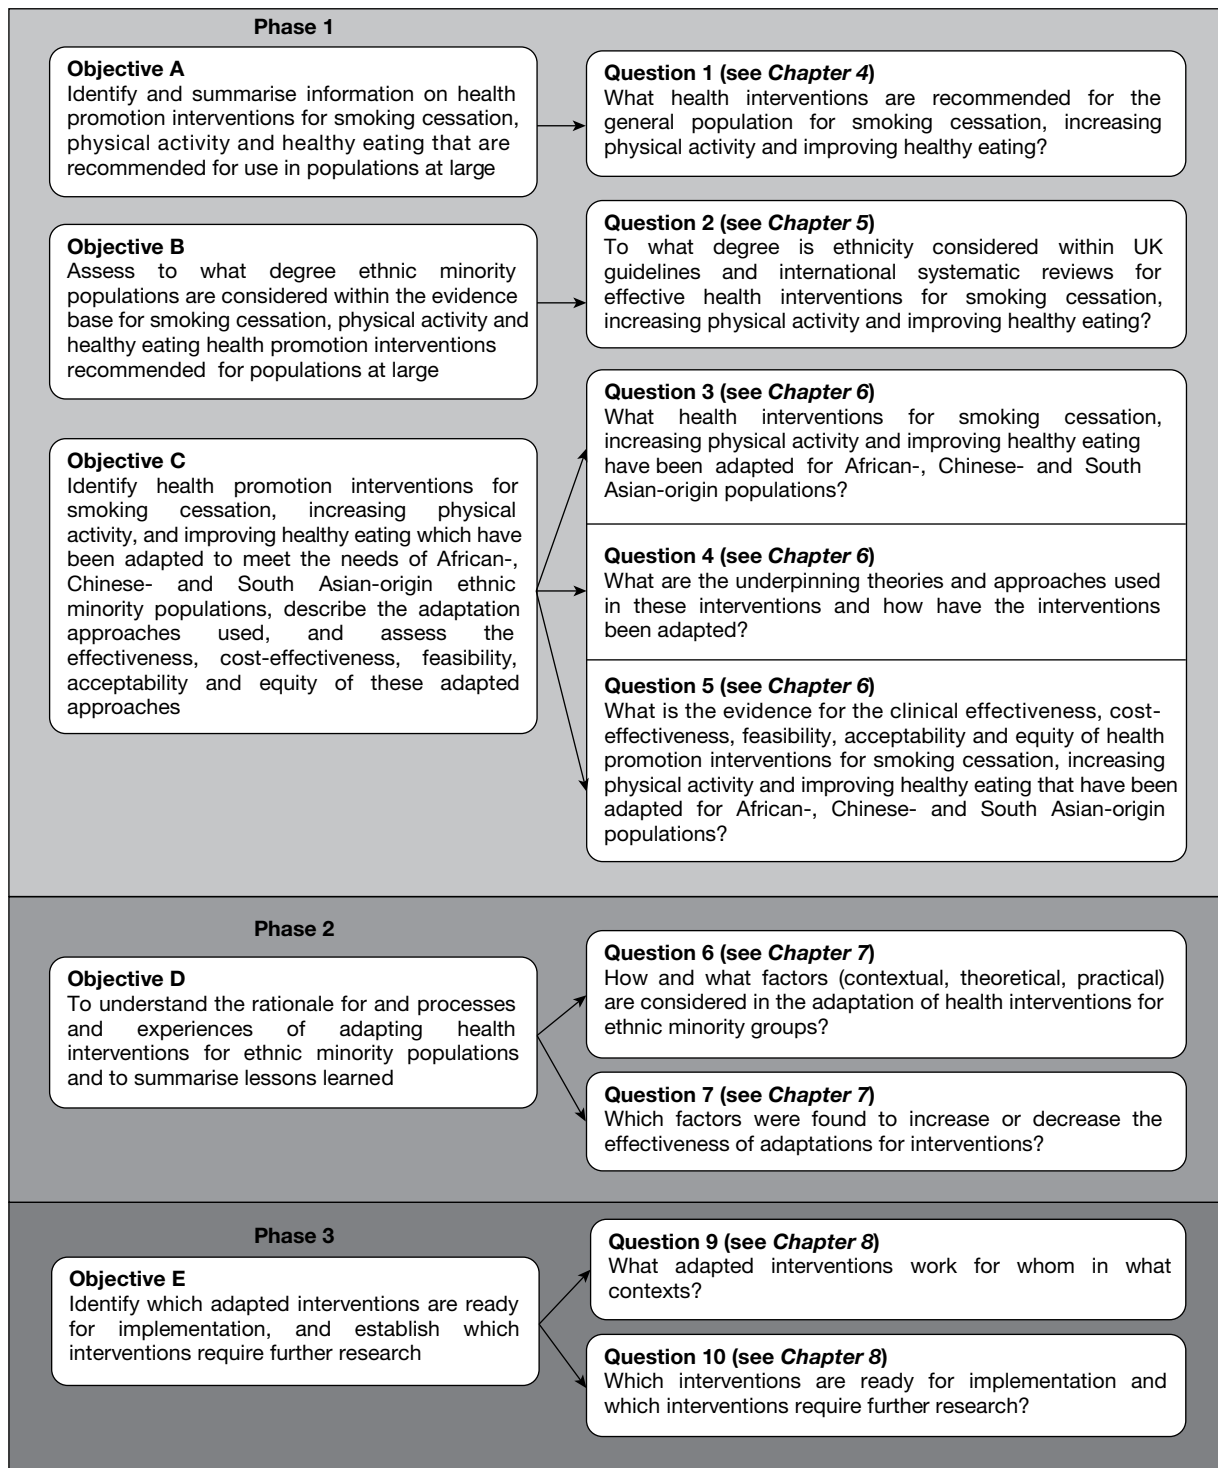 Phase 1
Objective A
Identify and summarise information on health
promotion interventions for smoking cessation,
physical activity and healthy eating that are
recommended for use in populations at large
Question 1 (see Chapter 4)
What health interventions are recommended for the
general population for smoking cessation, increasing
physical activity and improving healthy eating?
Objective B
Assess to what degree ethnic minority
populations are considered within the evidence
base for smoking cessation, physical activity and
healthy eating health promotion interventions
recommended for populations at large
Question 2 (see Chapter 5)
To what degree is ethnicity considered within UK
guidelines and international systematic reviews for
effective health interventions for smoking cessation,
increasing physical activity and improving healthy eating?
Objective C
Identify health promotion interventions for
smoking cessation, increasing physical
activity, and improving healthy eating which have
been adapted to meet the needs of African-,
Chinese- and South Asian-origin ethnic
minority populations, describe the adaptation
approaches used, and assess the
effectiveness, cost-effectiveness, feasibility,
acceptability and equity of these adapted
approaches
Question 3 (see Chapter 6)
What health interventions for smoking cessation,
increasing physical activity and improving healthy eating
have been adapted for African-, Chinese- and South
Asian-origin populations?
Question 4 (see Chapter 6)
What are the underpinning theories and approaches used
in these interventions and how have the interventions
been adapted?
Question 5 (see Chapter 6)
What is the evidence for the clinical effectiveness, cost-
effectiveness, feasibility, acceptability and equity of health
promotion interventions for smoking cessation, increasing
physical activity and improving healthy eating that have been
adapted for African-, Chinese- and South Asian-origin
populations?
Phase 2
Objective D
To understand the rationale for and processes
and experiences of adapting health
interventions for ethnic minority populations
and to summarise lessons learned
Question 6 (see Chapter 7)
How and what factors (contextual, theoretical, practical)
are considered in the adaptation of health interventions for
ethnic minority groups?
Question 7 (see Chapter 7)
Which factors were found to increase or decrease the
effectiveness of adaptations for interventions?
Phase 3
Objective E
Identify which adapted interventions are ready
for implementation, and establish which
interventions require further research
Question 9 (see Chapter 8)
What adapted interventions work for whom in what
contexts?
Question 10 (see Chapter 8)
Which interventions are ready for implementation and
which interventions require further research?